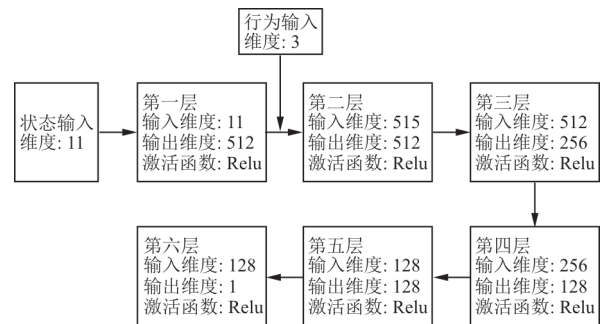 行为输入
维度: 3
状态输入
维度: 11
第一层
输入维度: 11
输出维度: 512
激活函数: Relu
第二层
输入维度: 515
输出维度: 512
激活函数: Relu
第三层
输入维度: 512
输出维度: 256
激活函数: Relu
第四层
输入维度: 256
输出维度: 128
激活函数: Relu
第五层
输入维度: 128
输出维度: 128
激活函数: Relu
第六层
输入维度: 128
输出维度: 1
激活函数: Relu